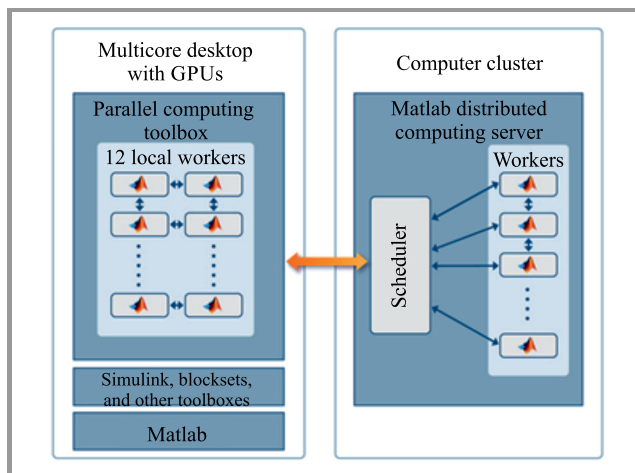 Multicore desktop
with GPUs
Parallel computing
toolbox
12 local workers
Simulink, blocksets,
and other toolboxes
Matlab
Computer cluster
Matlab distributed
computing server
Workers
Scheduler